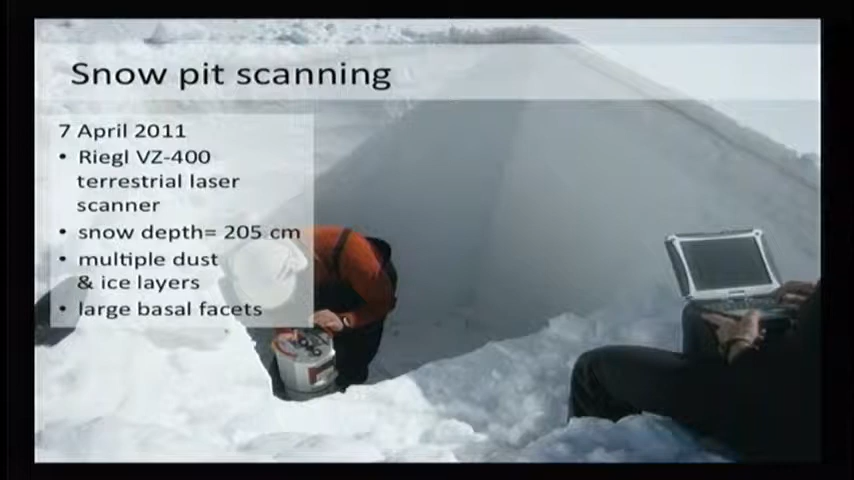 Snow pit scanning
7 April 2011
• Riegl VZ-400
terrestrial laser
scanner
• snow depth= 205 cm
• multiple dust
& ice layers
• large basal facets